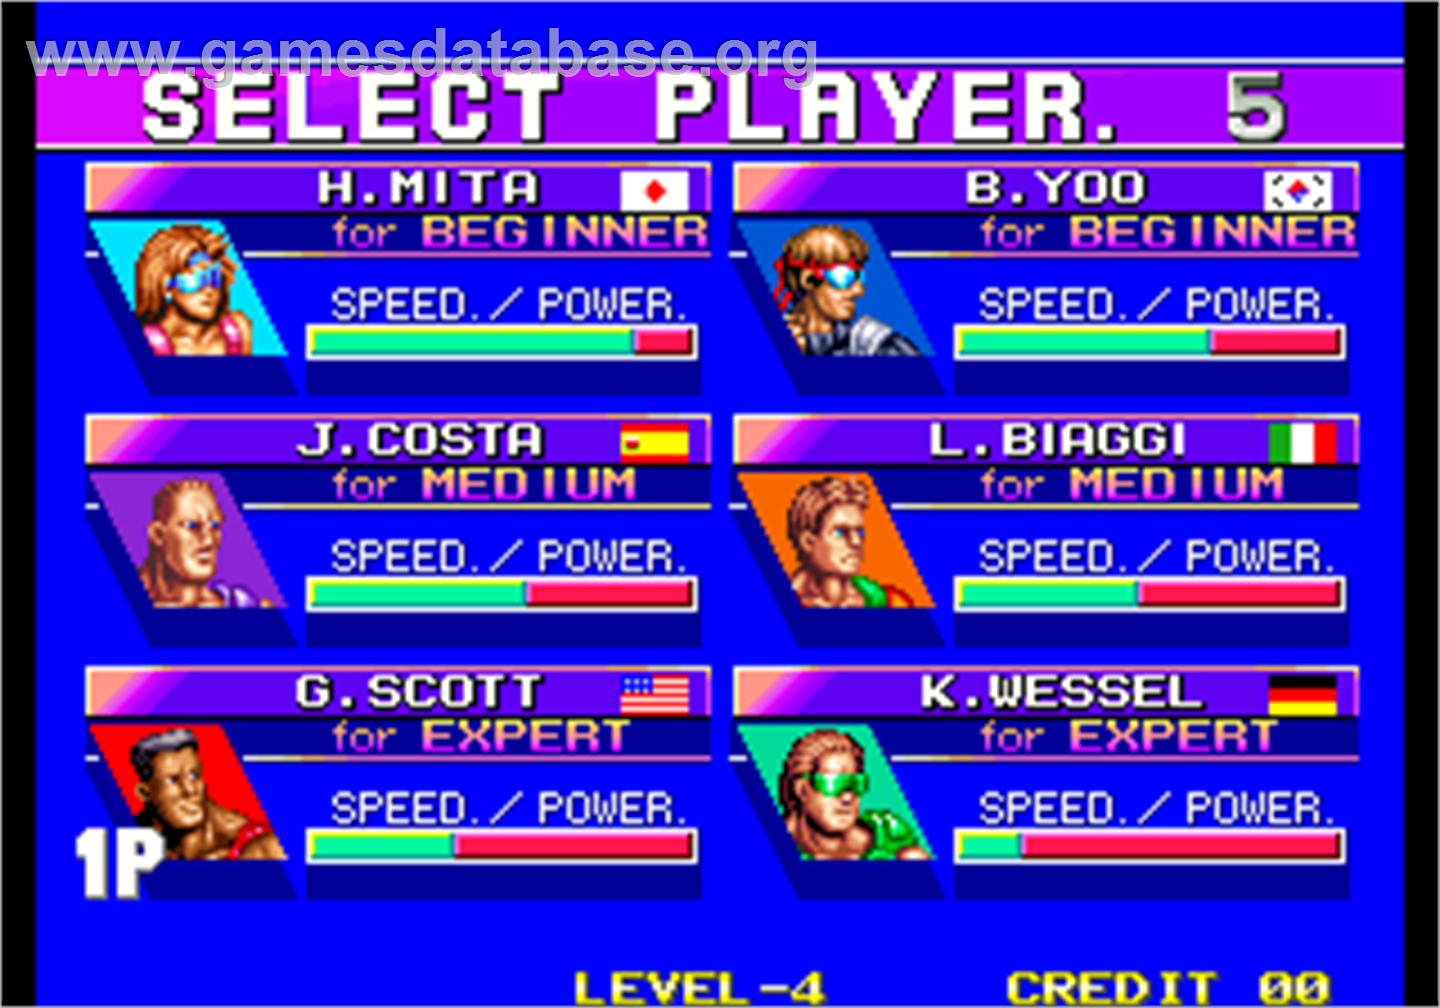 www.gamesdatabase.org
SELECT PLAYER. 5
H.MITA
for BEGINNER
SPEED./POWER.
B.YOO
for BEGINNER
SPEED./POWER.
J.COSTA
for MEDIUM
SPEED./POWER.
L.BIAGGI
for MEDIUM
SPEED./POWER.
G.SCOTT
for EXPERT
SPEED./POWER.
1P
K.WESSEL
for EXPERT
SPEED./POWER.
LEVEL-4 CREDIT 00